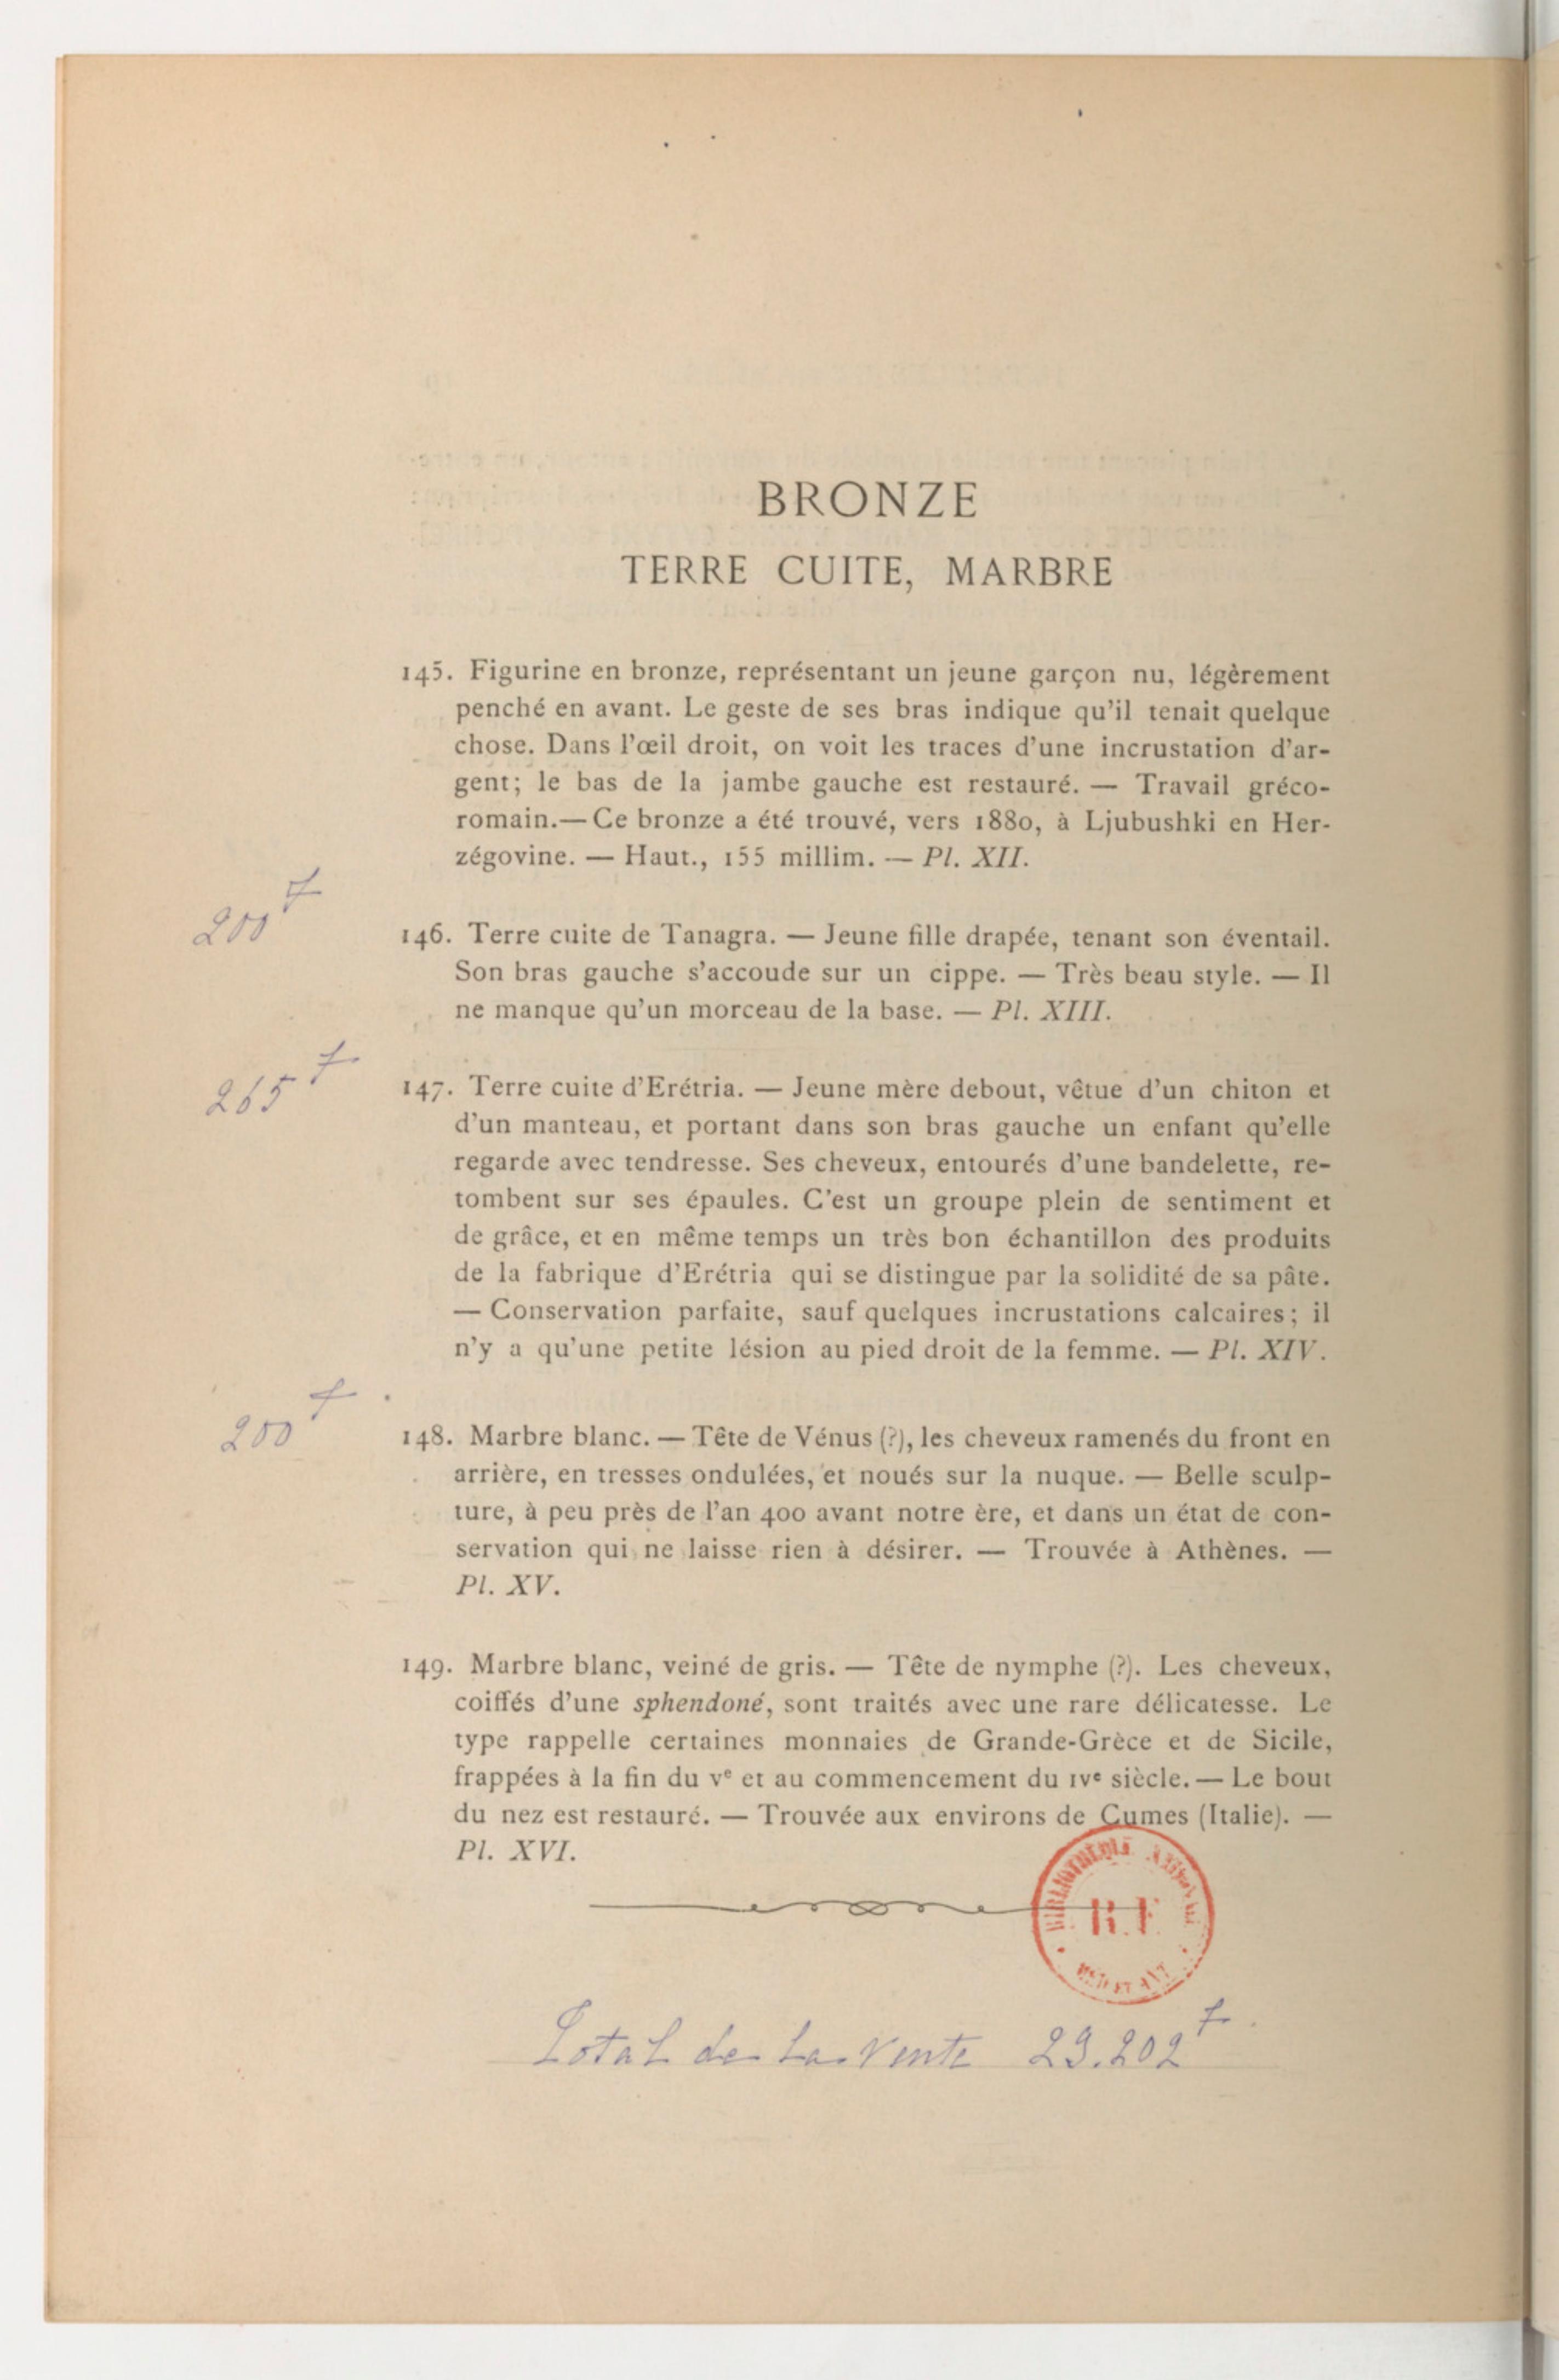 BRONZE
TERRE CUITE, MARBRE
145. Figurine en bronze, représentant un jeune garçon nu, légèrement
penché en avant. Le geste de ses bras indique qu'il tenait quelque
chose. Dans l'œil droit, on voit les traces d'une incrustation d'ar-
gent; le bas de la jambe gauche est restauré. — Travail gréco-
romain. — Ce bronze a été trouvé, vers 1880, à Ljubushki en Her-
zégovine. — Haut., 155 millim. — Pl. XII.
200 f
146. Terre cuite de Tanagra. — Jeune fille drapée, tenant son éventail.
Son bras gauche s'accoude sur un cippe. — Très beau style. — Il
ne manque qu'un morceau de la base. — Pl. XIII.
265 f
147. Terre cuite d'Erétria. — Jeune mère debout, vêtue d'un chiton et
d'un manteau, et portant dans son bras gauche un enfant qu'elle
regarde avec tendresse. Ses cheveux, entourés d'une bandelette, re-
tombent sur ses épaules. C'est un groupe plein de sentiment et
de grâce, et en même temps un très bon échantillon des produits
de la fabrique d'Erétria qui se distingue par la solidité de sa pâte.
— Conservation parfaite, sauf quelques incrustations calcaires; il
n'y a qu'une petite lésion au pied droit de la femme. — Pl. XIV.
200 f
148. Marbre blanc. — Tête de Vénus (?), les cheveux ramenés du front en
arrière, en tresses ondulées, et noués sur la nuque. — Belle sculp-
ture, à peu près de l'an 400 avant notre ère, et dans un état de con-
servation qui ne laisse rien à désirer. — Trouvée à Athènes. —
Pl. XV.
149. Marbre blanc, veiné de gris. — Tête de nymphe (?). Les cheveux,
coiffés d'une sphendoné, sont traités avec une rare délicatesse. Le
type rappelle certaines monnaies de Grande-Grèce et de Sicile,
frappées à la fin du Ve et au commencement du IVe siècle. — Le bout
du nez est restauré. — Trouvée aux environs de Cumes (Italie). —
Pl. XVI.
BIBLIOTHÈQUE
R.F.
Total de la Vente 23.202 f.